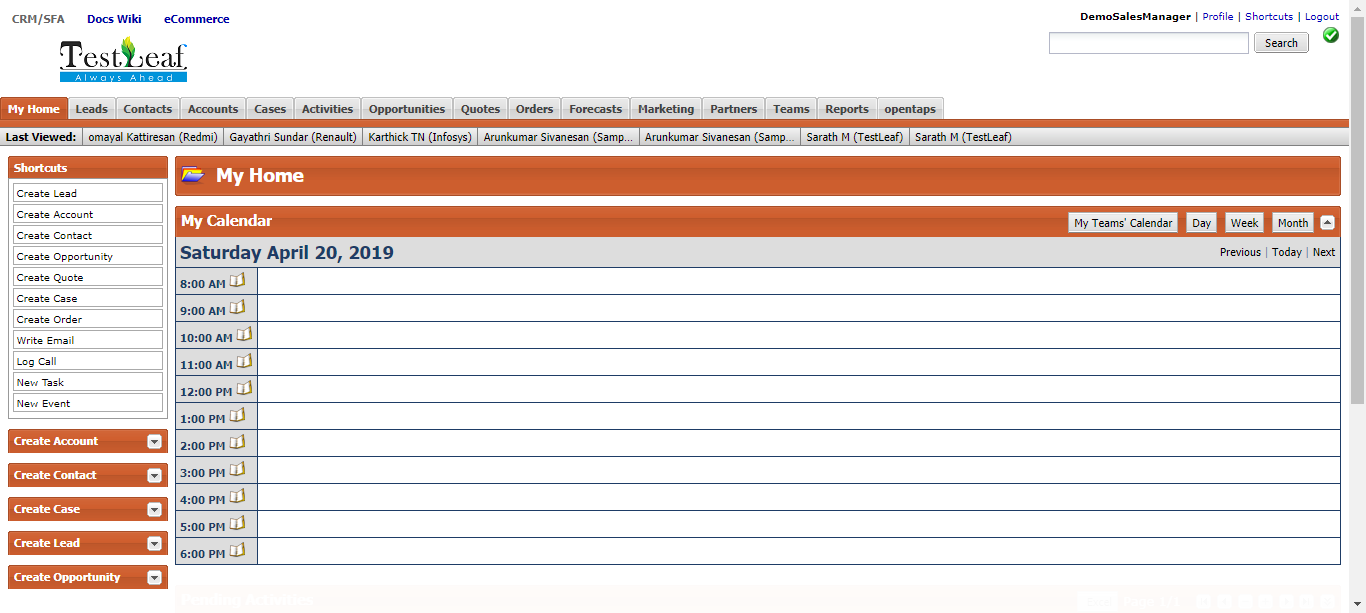 CRM/SFA Docs Wiki eCommerce
DemoSalesManager | Profile | Shortcuts | Logout
Search
TestLeaf
Always Ahead
My Home Leads Contacts Accounts Cases Activities Opportunities Quotes Orders Forecasts Marketing Partners Teams Reports opentaps
Last Viewed: omayal Kattiresan (Redmi) Gayathri Sundar (Renault) Karthick TN (Infosys) Arunkumar Sivanesan (Samp... Arunkumar Sivanesan (Samp... Sarath M (TestLeaf) Sarath M (TestLeaf)
Shortcuts
Create Lead
Create Account
Create Contact
Create Opportunity
Create Quote
Create Case
Create Order
Write Email
Log Call
New Task
New Event
Create Account
Create Contact
Create Case
Create Lead
Create Opportunity
My Home
My Calendar
My Teams' Calendar Day Week Month
Saturday April 20, 2019
Previous | Today | Next
8:00 AM
9:00 AM
10:00 AM
11:00 AM
12:00 PM
1:00 PM
2:00 PM
3:00 PM
4:00 PM
5:00 PM
6:00 PM
Pending Activities